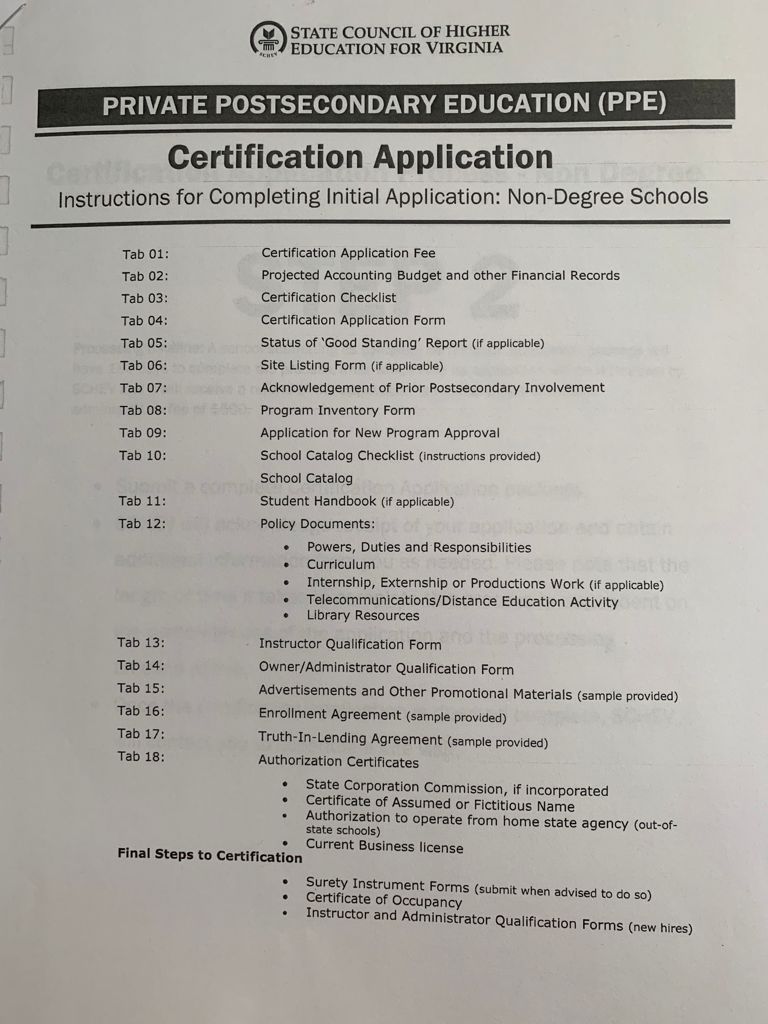 STATE COUNCIL OF HIGHER
EDUCATION FOR VIRGINIA
SCHEV
PRIVATE POSTSECONDARY EDUCATION (PPE)
Certification Application
Instructions for Completing Initial Application: Non-Degree Schools
Tab 01: Certification Application Fee
Tab 02: Projected Accounting Budget and other Financial Records
Tab 03: Certification Checklist
Tab 04: Certification Application Form
Tab 05: Status of ‘Good Standing’ Report (if applicable)
Tab 06: Site Listing Form (if applicable)
Tab 07: Acknowledgement of Prior Postsecondary Involvement
Tab 08: Program Inventory Form
Tab 09: Application for New Program Approval
Tab 10: School Catalog Checklist (instructions provided)
School Catalog
Tab 11: Student Handbook (if applicable)
Tab 12: Policy Documents:
• Powers, Duties and Responsibilities
• Curriculum
• Internship, Externship or Productions Work (if applicable)
• Telecommunications/Distance Education Activity
• Library Resources
Tab 13: Instructor Qualification Form
Tab 14: Owner/Administrator Qualification Form
Tab 15: Advertisements and Other Promotional Materials (sample provided)
Tab 16: Enrollment Agreement (sample provided)
Tab 17: Truth-In-Lending Agreement (sample provided)
Tab 18: Authorization Certificates
• State Corporation Commission, if incorporated
• Certificate of Assumed or Fictitious Name
• Authorization to operate from home state agency (out-of-
state schools)
• Current Business license
Final Steps to Certification
• Surety Instrument Forms (submit when advised to do so)
• Certificate of Occupancy
• Instructor and Administrator Qualification Forms (new hires)